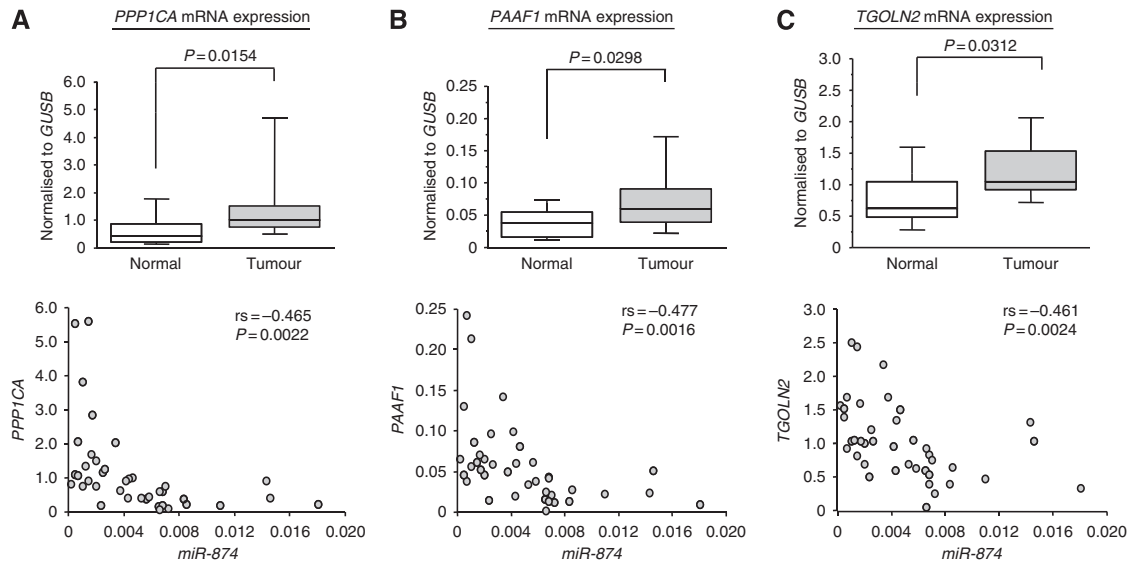 A
PPP1CA mRNA expression
P=0.0154
Normalised to GUSB
6.0
5.0
4.0
3.0
2.0
1.0
0
Normal
Tumour
B
PAAF1 mRNA expression
P=0.0298
Normalised to GUSB
0.25
0.20
0.15
0.10
0.05
0
Normal
Tumour
C
TGOLN2 mRNA expression
P=0.0312
Normalised to GUSB
3.0
2.5
2.0
1.5
1.0
0.5
0
Normal
Tumour
rs=−0.465
P=0.0022
PPP1CA
6.0
5.0
4.0
3.0
2.0
1.0
0
0 0.004 0.008 0.012 0.016 0.020
miR-874
rs=−0.477
P=0.0016
PAAF1
0.25
0.20
0.15
0.10
0.05
0
0 0.004 0.008 0.012 0.016 0.020
miR-874
rs=−0.461
P=0.0024
TGOLN2
3.0
2.5
2.0
1.5
1.0
0.5
0
0 0.004 0.008 0.012 0.016 0.020
miR-874